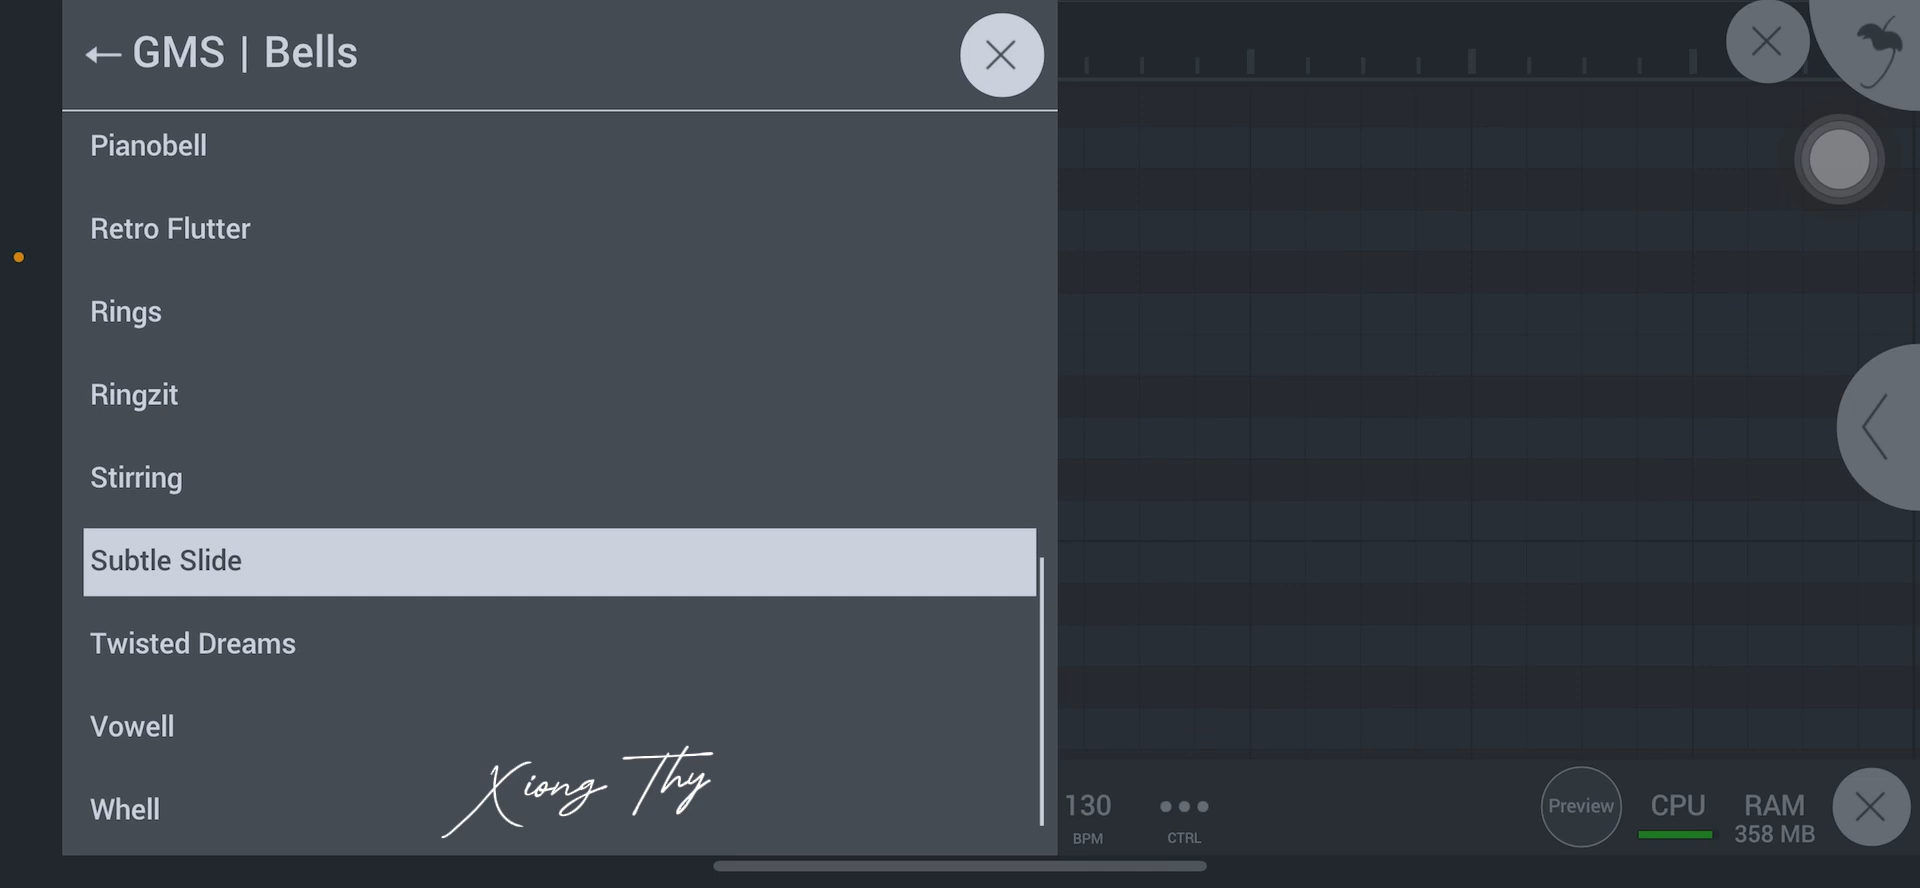 GMS | Bells
Pianobell
Retro Flutter
Rings
Ringzit
Stirring
Subtle Slide
Twisted Dreams
Vowell
Whell
Xiong Thy
130
BPM
CTRL
Preview
CPU
RAM
358 MB